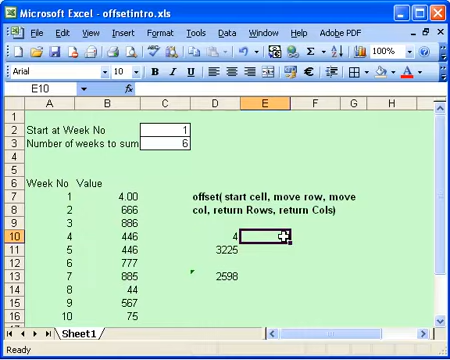 Microsoft Excel - offsetintro.xls
File Edit View Insert Format Tools Data Window Help Adobe PDF
100%
Arial 10 B I U
E10 fx
A B C D E F G H
1
2 Start at Week No 1
3 Number of weeks to sum 6
4
5
6 Week No Value
7 1 4.00 offset( start cell, move row, move
8 2 666 col, return Rows, return Cols)
9 3 886
10 4 446 4
11 5 446 3225
12 6 777
13 7 885 2598
14 8 44
15 9 567
16 10 75
Sheet1
Ready